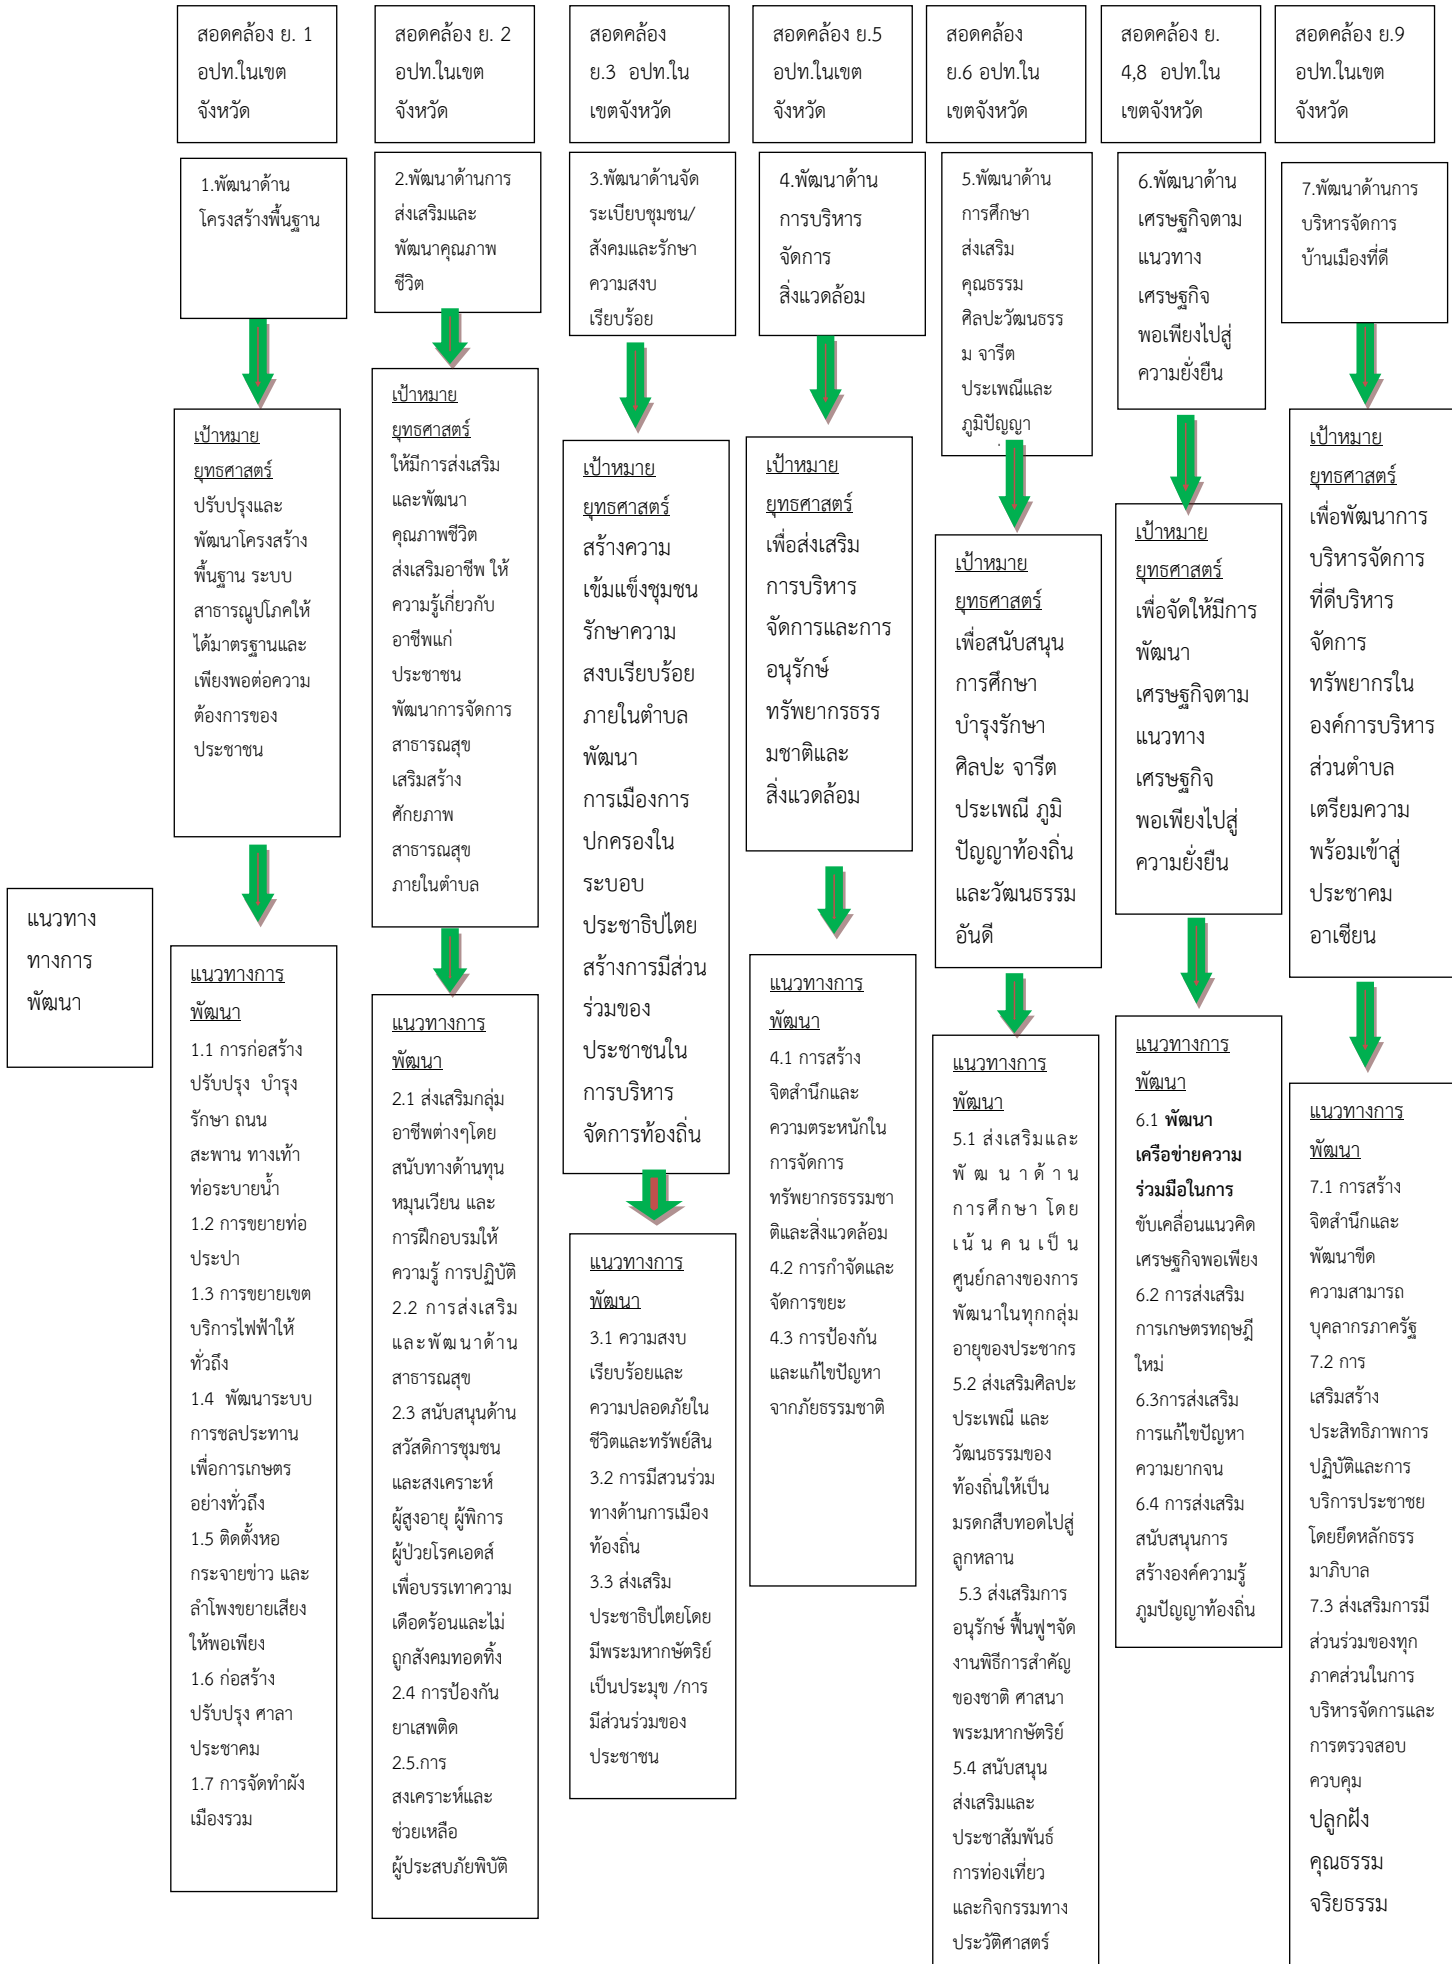 สอดคล้อง ย. 1
อปท.ในเขต
จังหวัด
สอดคล้อง ย. 2
อปท.ในเขต
จังหวัด
สอดคล้อง
ย.3 อปท.ใน
เขตจังหวัด
สอดคล้อง ย.5
อปท.ในเขต
จังหวัด
สอดคล้อง
ย.6 อปท.ใน
เขตจังหวัด
สอดคล้อง ย.
4,8 อปท.ใน
เขตจังหวัด
สอดคล้อง ย.9
อปท.ในเขต
จังหวัด
1.พัฒนาด้าน
โครงสร้างพื้นฐาน
2.พัฒนาด้านการ
ส่งเสริมและ
พัฒนาคุณภาพ
ชีวิต
3.พัฒนาด้านจัด
ระเบียบชุมชน/
สังคมและรักษา
ความสงบ
เรียบร้อย
4.พัฒนาด้าน
การบริหาร
จัดการ
สิ่งแวดล้อม
5.พัฒนาด้าน
การศึกษา
ส่งเสริม
คุณธรรม
ศิลปะวัฒนธรร
ม จารีต
ประเพณีและ
ภูมิปัญญา
6.พัฒนาด้าน
เศรษฐกิจตาม
แนวทาง
เศรษฐกิจ
พอเพียงไปสู่
ความยั่งยืน
7.พัฒนาด้านการ
บริหารจัดการ
บ้านเมืองที่ดี
เป้าหมาย
ยุทธศาสตร์
ปรับปรุงและ
พัฒนาโครงสร้าง
พื้นฐาน ระบบ
สาธารณูปโภคให้
ได้มาตรฐานและ
เพียงพอต่อความ
ต้องการของ
ประชาชน
เป้าหมาย
ยุทธศาสตร์
ให้มีการส่งเสริม
และพัฒนา
คุณภาพชีวิต
ส่งเสริมอาชีพ ให้
ความรู้เกี่ยวกับ
อาชีพแก่
ประชาชน
พัฒนาการจัดการ
สาธารณสุข
เสริมสร้าง
ศักยภาพ
สาธารณสุข
ภายในตำบล
เป้าหมาย
ยุทธศาสตร์
สร้างความ
เข้มแข็งชุมชน
รักษาความ
สงบเรียบร้อย
ภายในตำบล
พัฒนา
การเมืองการ
ปกครองใน
ระบอบ
ประชาธิปไตย
สร้างการมีส่วน
ร่วมของ
ประชาชนใน
การบริหาร
จัดการท้องถิ่น
เป้าหมาย
ยุทธศาสตร์
เพื่อส่งเสริม
การบริหาร
จัดการและการ
อนุรักษ์
ทรัพยากรธรร
มชาติและ
สิ่งแวดล้อม
เป้าหมาย
ยุทธศาสตร์
เพื่อสนับสนุน
การศึกษา
บำรุงรักษา
ศิลปะ จารีต
ประเพณี ภูมิ
ปัญญาท้องถิ่น
และวัฒนธรรม
อันดี
เป้าหมาย
ยุทธศาสตร์
เพื่อจัดให้มีการ
พัฒนา
เศรษฐกิจตาม
แนวทาง
เศรษฐกิจ
พอเพียงไปสู่
ความยั่งยืน
เป้าหมาย
ยุทธศาสตร์
เพื่อพัฒนาการ
บริหารจัดการ
ที่ดีบริหาร
จัดการ
ทรัพยากรใน
องค์การบริหาร
ส่วนตำบล
เตรียมความ
พร้อมเข้าสู่
ประชาคม
อาเซียน
แนวทาง
ทางการ
พัฒนา
แนวทางการ
พัฒนา
1.1 การก่อสร้าง
ปรับปรุง บำรุง
รักษา ถนน
สะพาน ทางเท้า
ท่อระบายน้ำ
1.2 การขยายท่อ
ประปา
1.3 การขยายเขต
บริการไฟฟ้าให้
ทั่วถึง
1.4 พัฒนาระบบ
การชลประทาน
เพื่อการเกษตร
อย่างทั่วถึง
1.5 ติดตั้งหอ
กระจายข่าว และ
ลำโพงขยายเสียง
ให้พอเพียง
1.6 ก่อสร้าง
ปรับปรุง ศาลา
ประชาคม
1.7 การจัดทำผัง
เมืองรวม
แนวทางการ
พัฒนา
2.1 ส่งเสริมกลุ่ม
อาชีพต่างๆโดย
สนับทางด้านทุน
หมุนเวียน และ
การฝึกอบรมให้
ความรู้ การปฏิบัติ
2.2 การส่งเสริม
และพัฒนาด้าน
สาธารณสุข
2.3 สนับสนุนด้าน
สวัสดิการชุมชน
และสงเคราะห์
ผู้สูงอายุ ผู้พิการ
ผู้ป่วยโรคเอดส์
เพื่อบรรเทาความ
เดือดร้อนและไม่
ถูกสังคมทอดทิ้ง
2.4 การป้องกัน
ยาเสพติด
2.5.การ
สงเคราะห์และ
ช่วยเหลือ
ผู้ประสบภัยพิบัติ
แนวทางการ
พัฒนา
3.1 ความสงบ
เรียบร้อยและ
ความปลอดภัยใน
ชีวิตและทรัพย์สิน
3.2 การมีสวนร่วม
ทางด้านการเมือง
ท้องถิ่น
3.3 ส่งเสริม
ประชาธิปไตยโดย
มีพระมหากษัตริย์
เป็นประมุข /การ
มีส่วนร่วมของ
ประชาชน
แนวทางการ
พัฒนา
4.1 การสร้าง
จิตสำนึกและ
ความตระหนักใน
การจัดการ
ทรัพยากรธรรมชา
ติและสิ่งแวดล้อม
4.2 การกำจัดและ
จัดการขยะ
4.3 การป้องกัน
และแก้ไขปัญหา
จากภัยธรรมชาติ
แนวทางการ
พัฒนา
5.1 ส่งเสริมและ
พัฒนาด้าน
การศึกษา โดย
เน้นคนเป็น
ศูนย์กลางของการ
พัฒนาในทุกกลุ่ม
อายุของประชากร
5.2 ส่งเสริมศิลปะ
ประเพณี และ
วัฒนธรรมของ
ท้องถิ่นให้เป็น
มรดกสืบทอดไปสู่
ลูกหลาน
5.3 ส่งเสริมการ
อนุรักษ์ ฟื้นฟูฯจัด
งานพิธีการสำคัญ
ของชาติ ศาสนา
พระมหากษัตริย์
5.4 สนับสนุน
ส่งเสริมและ
ประชาสัมพันธ์
การท่องเที่ยว
และกิจกรรมทาง
ประวัติศาสตร์
แนวทางการ
พัฒนา
6.1 พัฒนา
เครือข่ายความ
ร่วมมือในการ
ขับเคลื่อนแนวคิด
เศรษฐกิจพอเพียง
6.2 การส่งเสริม
การเกษตรทฤษฎี
ใหม่
6.3การส่งเสริม
การแก้ไขปัญหา
ความยากจน
6.4 การส่งเสริม
สนับสนุนการ
สร้างองค์ความรู้
ภูมปัญญาท้องถิ่น
แนวทางการ
พัฒนา
7.1 การสร้าง
จิตสำนึกและ
พัฒนาขีด
ความสามารถ
บุคลากรภาครัฐ
7.2 การ
เสริมสร้าง
ประสิทธิภาพการ
ปฏิบัติและการ
บริการประชาชย
โดยยึดหลักธรร
มาภิบาล
7.3 ส่งเสริมการมี
ส่วนร่วมของทุก
ภาคส่วนในการ
บริหารจัดการและ
การตรวจสอบ
ควบคุม
ปลูกฝัง
คุณธรรม
จริยธรรม